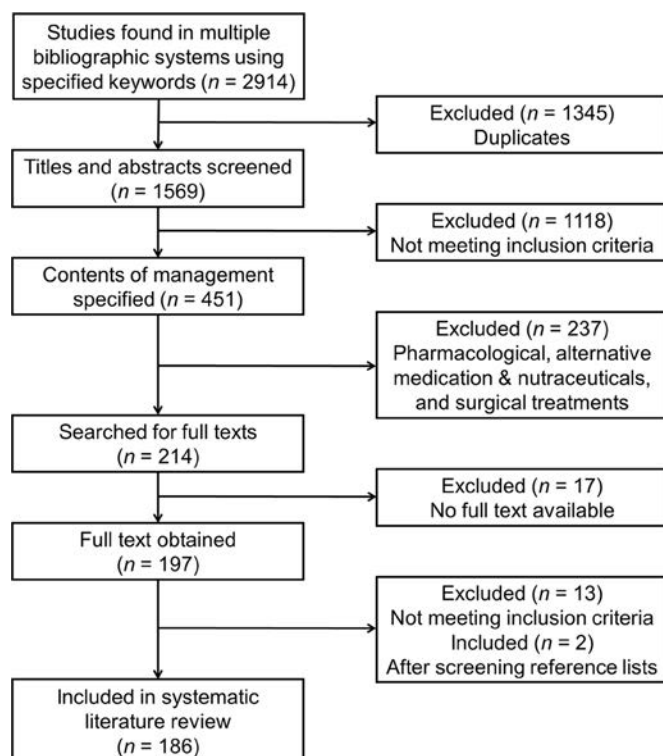 Studies found in multiple
bibliographic systems using
specified keywords (n = 2914)
Excluded (n = 1345)
Duplicates
Titles and abstracts screened
(n = 1569)
Excluded (n = 1118)
Not meeting inclusion criteria
Contents of management
specified (n = 451)
Excluded (n = 237)
Pharmacological, alternative
medication & nutraceuticals,
and surgical treatments
Searched for full texts
(n = 214)
Excluded (n = 17)
No full text available
Full text obtained
(n = 197)
Excluded (n = 13)
Not meeting inclusion criteria
Included (n = 2)
After screening reference lists
Included in systematic
literature review
(n = 186)